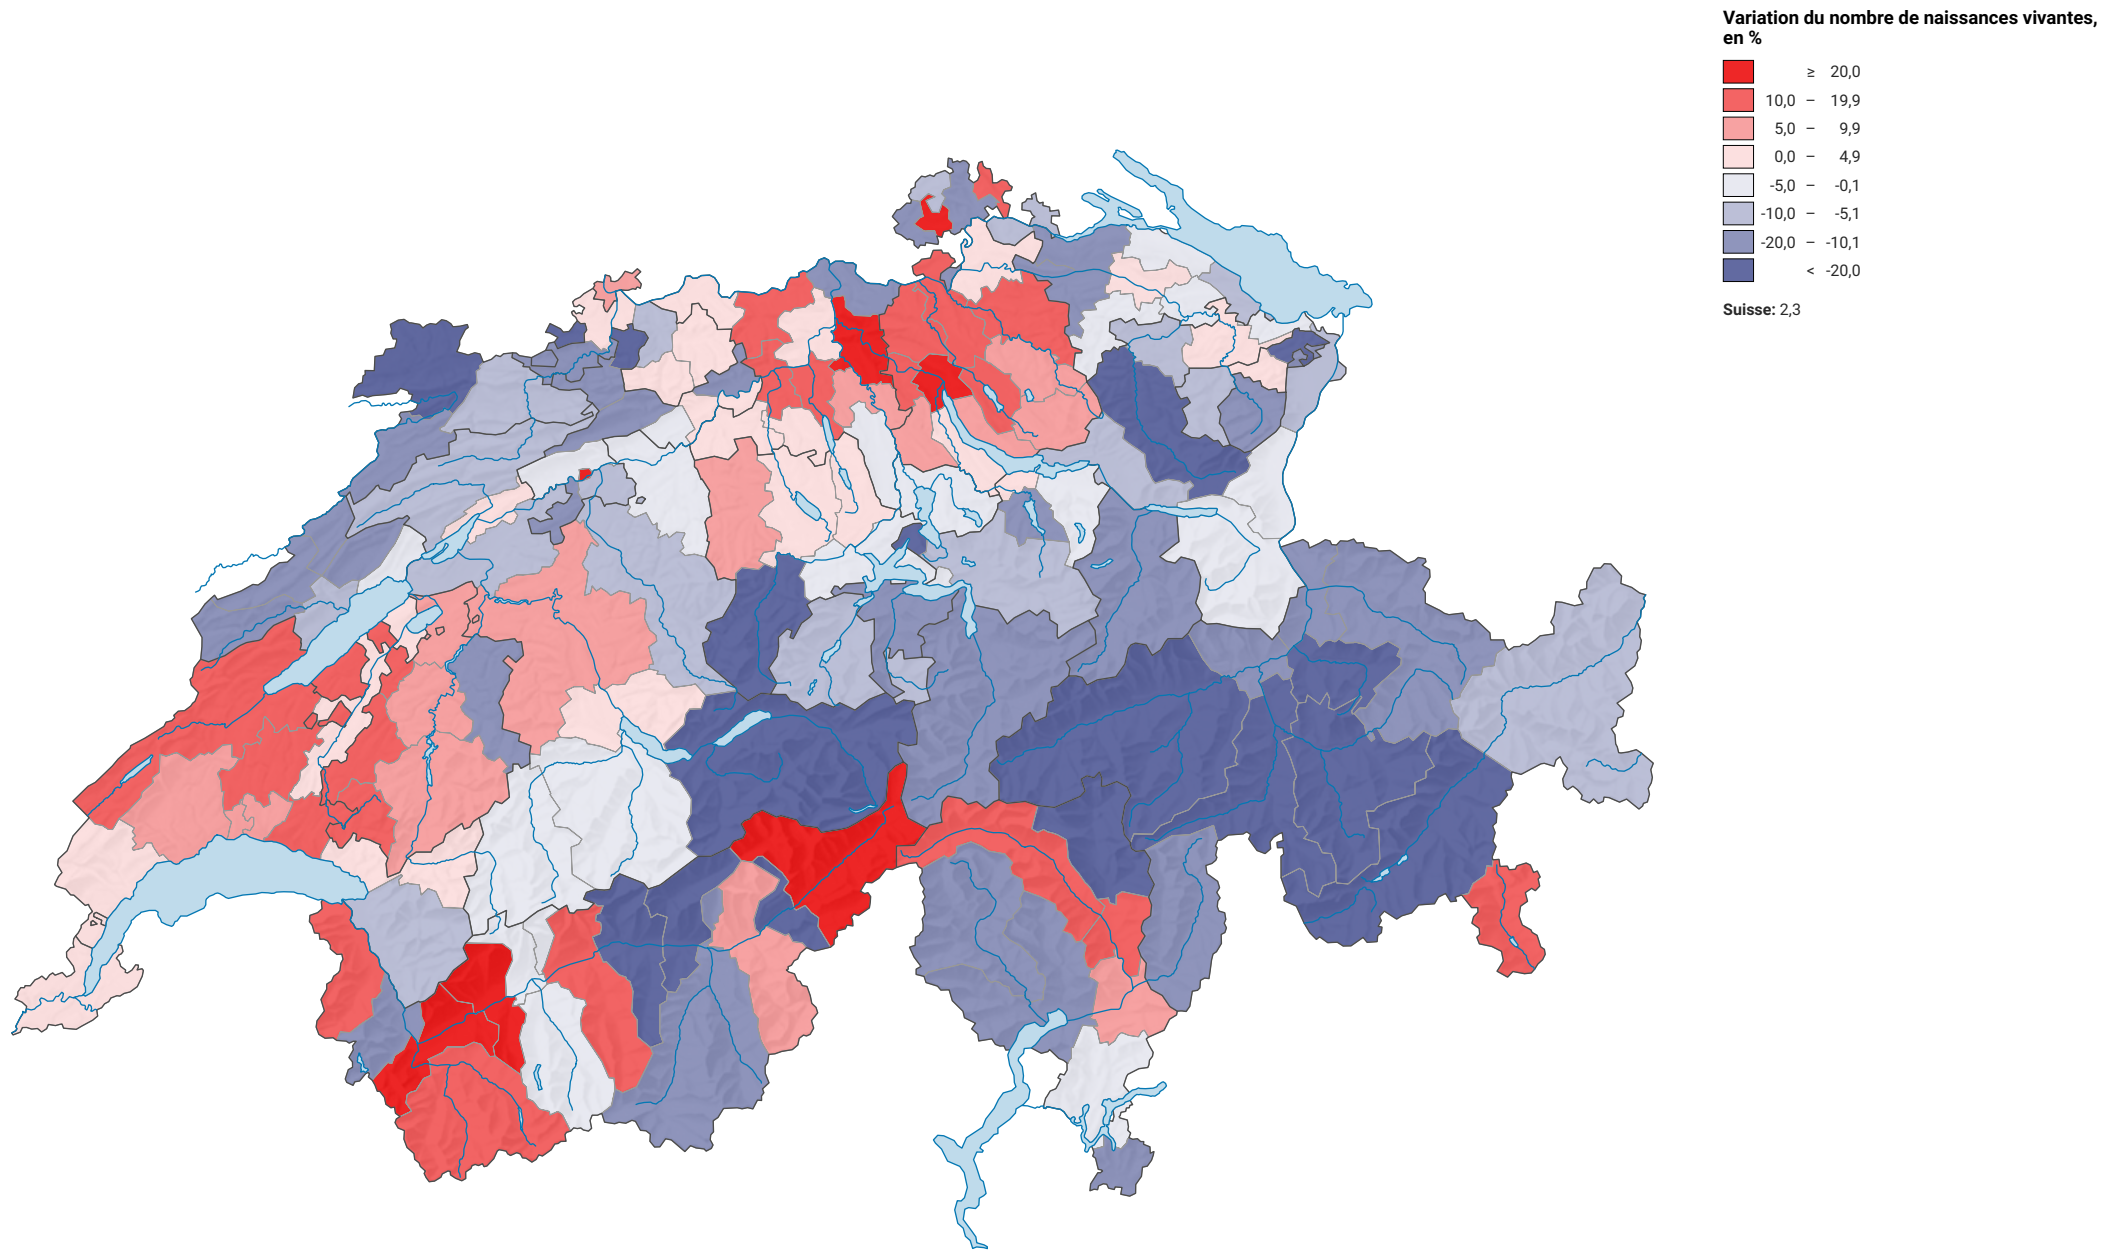 Variation du nombre de naissances vivantes,
en %
≥ 20,0
10,0 – 19,9
5,0 – 9,9
0,0 – 4,9
-5,0 – -0,1
-10,0 – -5,1
-20,0 – -10,1
< -20,0
Suisse: 2,3